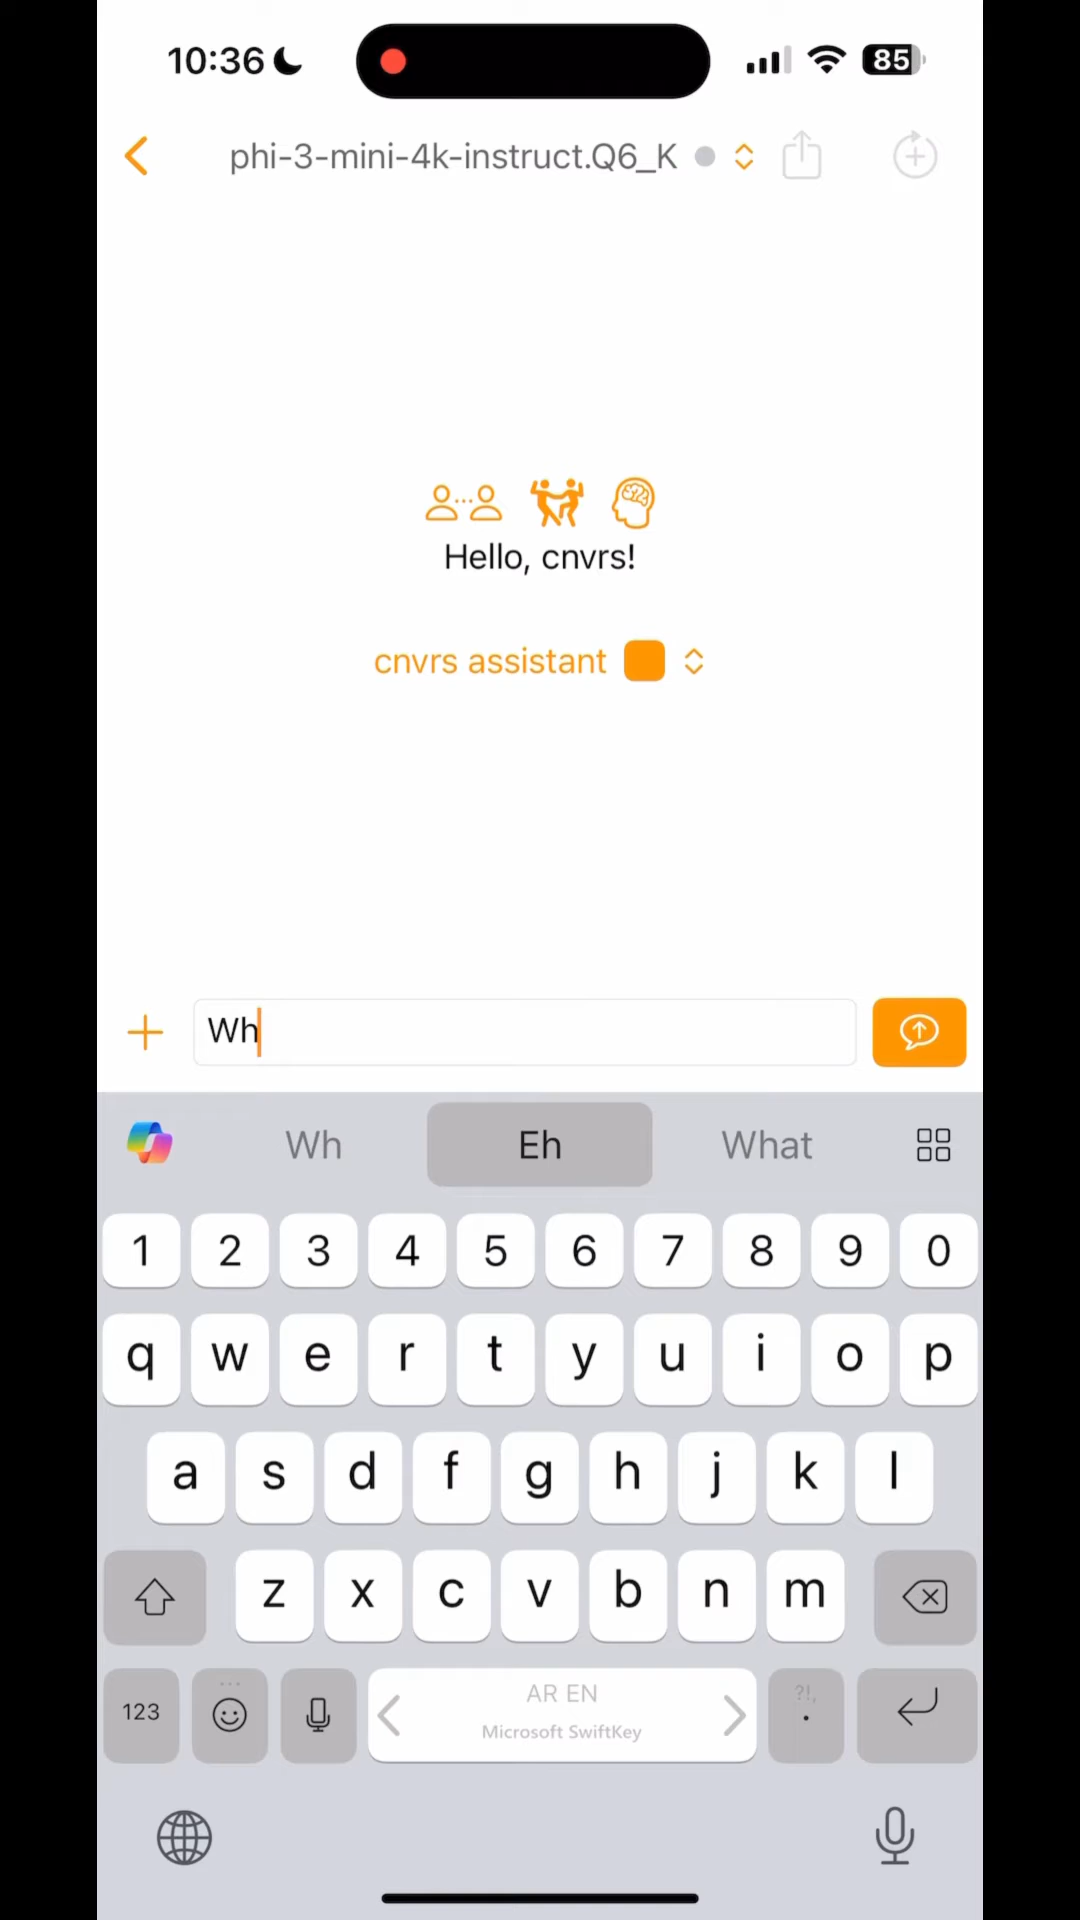 10:36
85
phi-3-mini-4k-instruct.Q6_K
Hello, cnvrs!
cnvrs assistant
Wh
Wh Eh What
1 2 3 4 5 6 7 8 9 0
q w e r t y u i o p
a s d f g h j k l
z x c v b n m
123
AR EN
Microsoft SwiftKey
?!,
.